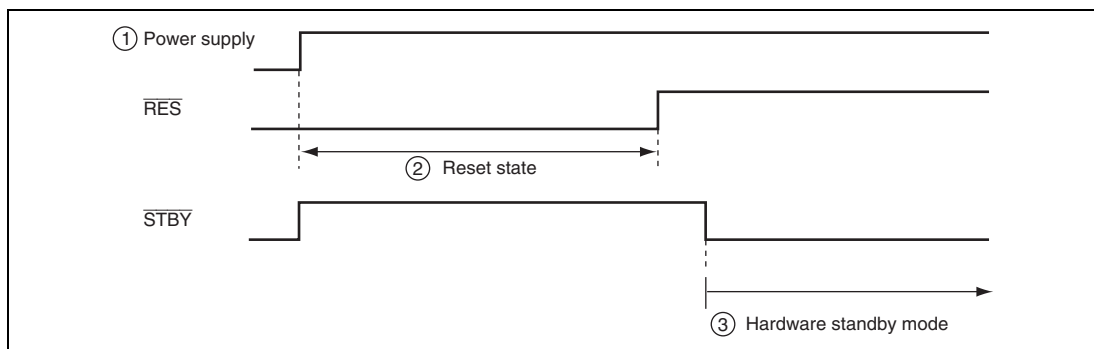 ① Power supply
RES
② Reset state
STBY
③ Hardware standby mode